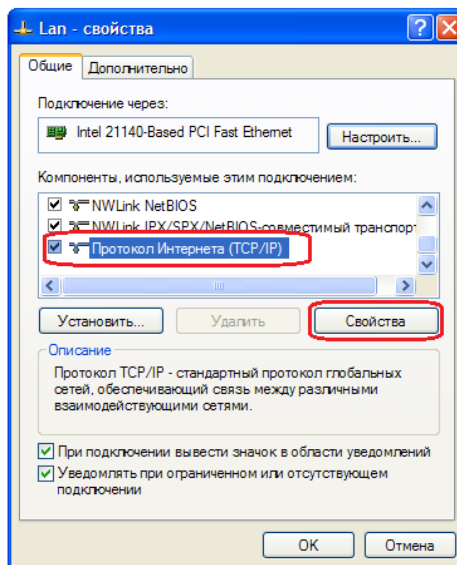 Lan - свойства
Общие Дополнительно
Подключение через:
Intel 21140-Based PCI Fast Ethernet Настроить...
Компоненты, используемые этим подключением:
NWLink NetBIOS
NWLink IPX/SPX/NetBIOS-совместимый транспорт
Протокол Интернета (TCP/IP)
Установить... Удалить Свойства
Описание
Протокол TCP/IP - стандартный протокол глобальных
сетей, обеспечивающий связь между различными
взаимодействующими сетями.
При подключении вывести значок в области уведомлений
Уведомлять при ограниченном или отсутствующем
подключении
OK Отмена